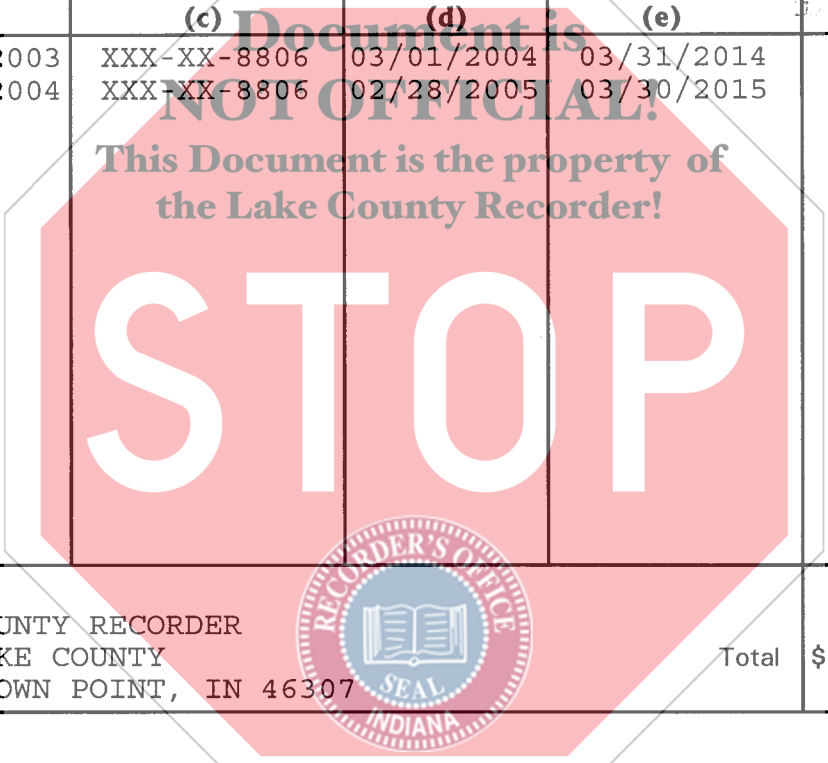 (c) (d) (e)
Document is
2003 XXX-XX-8806 03/01/2004 03/31/2014
2004 XXX-XX-8806 02/28/2005 03/30/2015
NOT OFFICIAL!
This Document is the property of
the Lake County Recorder!
STOP
RECORDER'S OFFICE
SEAL
INDIANA
UNTY RECORDER
KE COUNTY
Total $
OWN POINT, IN 46307